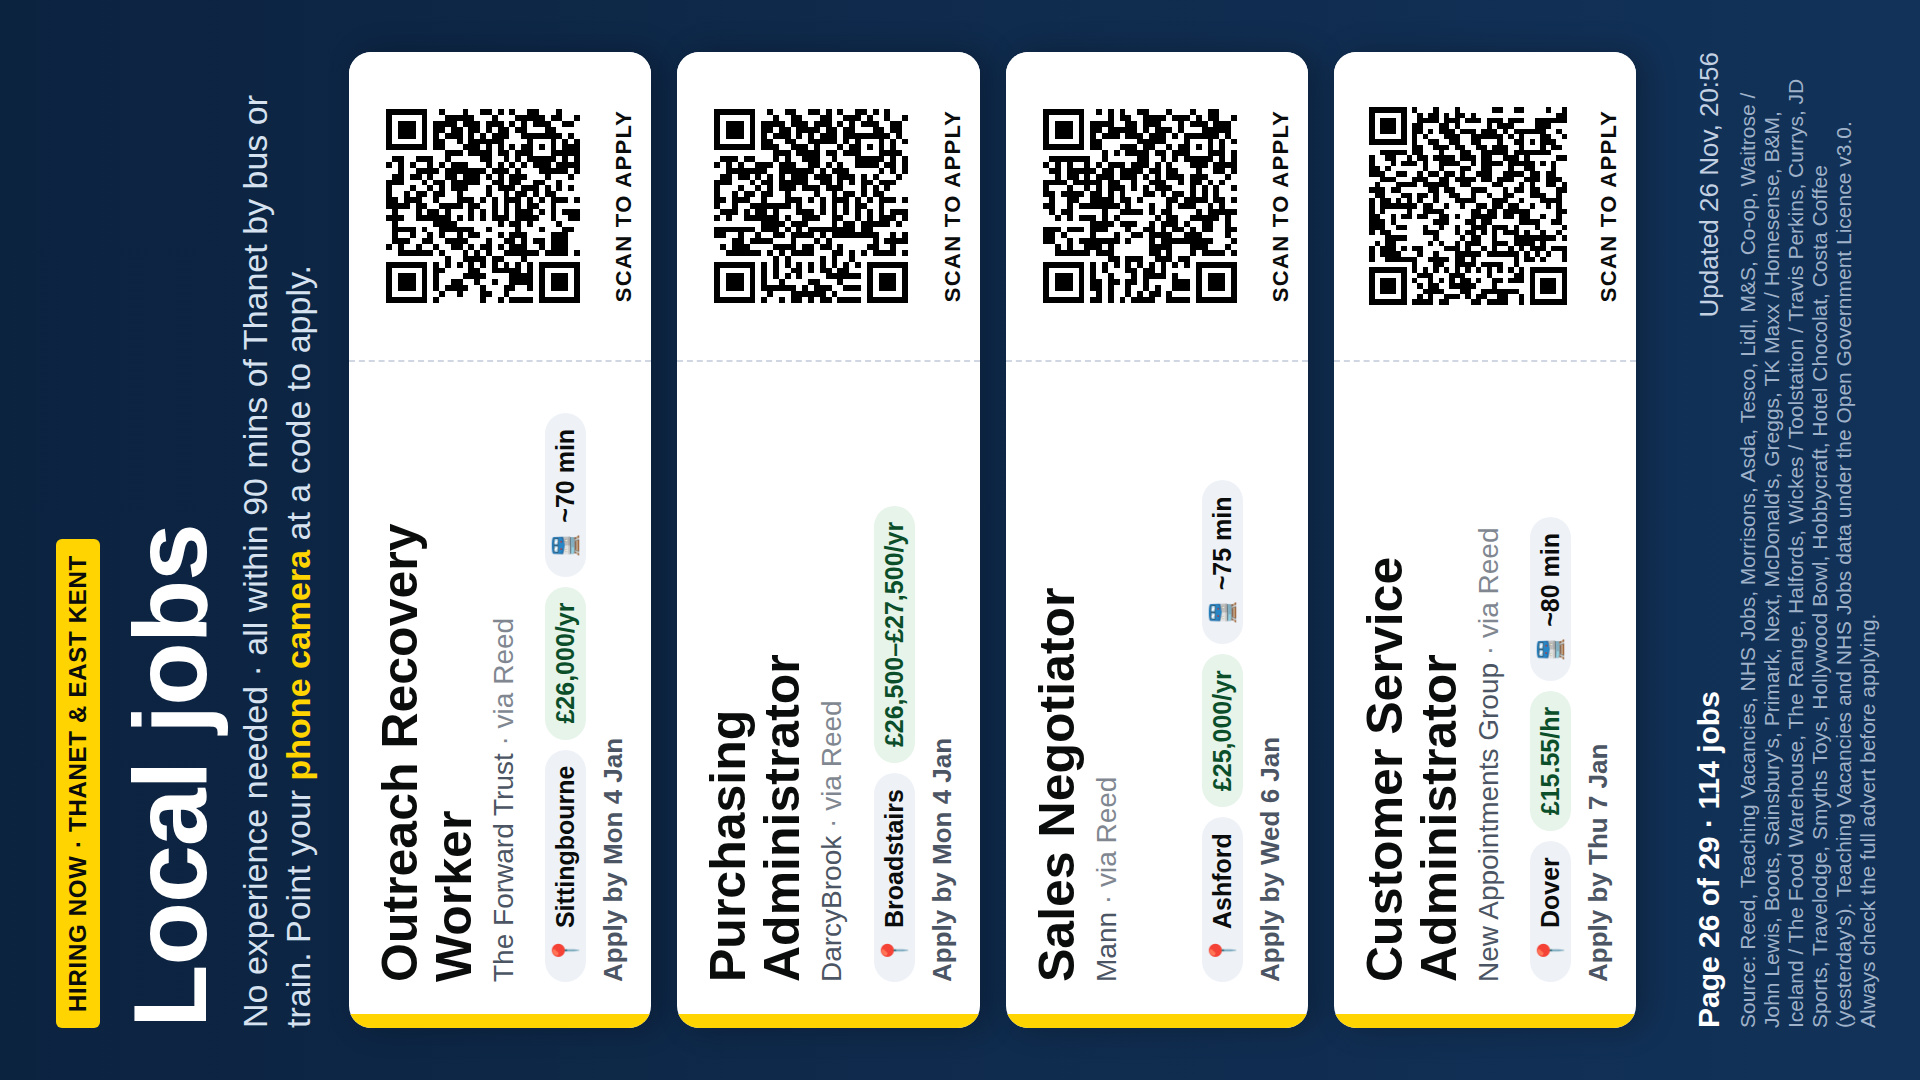 HIRING NOW · THANET & EAST KENT
Local jobs
No experience needed · all within 90 mins of Thanet by bus or
train. Point your phone camera at a code to apply.
Outreach Recovery
Worker
The Forward Trust · via Reed
Sittingbourne
£26,000/yr
~70 min
Apply by Mon 4 Jan
SCAN TO APPLY
Purchasing
Administrator
DarcyBrook · via Reed
Broadstairs
£26,500–£27,500/yr
Apply by Mon 4 Jan
SCAN TO APPLY
Sales Negotiator
Mann · via Reed
Ashford
£25,000/yr
~75 min
Apply by Wed 6 Jan
SCAN TO APPLY
Customer Service
Administrator
New Appointments Group · via Reed
Dover
£15.55/hr
~80 min
Apply by Thu 7 Jan
SCAN TO APPLY
Page 26 of 29 · 114 jobs
Updated 26 Nov, 20:56
Source: Reed, Teaching Vacancies, NHS Jobs, Morrisons, Asda, Tesco, Lidl, M&S, Co-op, Waitrose /
John Lewis, Boots, Sainsbury's, Primark, Next, McDonald's, Greggs, TK Maxx / Homesense, B&M,
Iceland / The Food Warehouse, The Range, Halfords, Wickes / Toolstation / Travis Perkins, Currys, JD
Sports, Travelodge, Smyths Toys, Hollywood Bowl, Hobbycraft, Hotel Chocolat, Costa Coffee
(yesterday's). Teaching Vacancies and NHS Jobs data under the Open Government Licence v3.0.
Always check the full advert before applying.